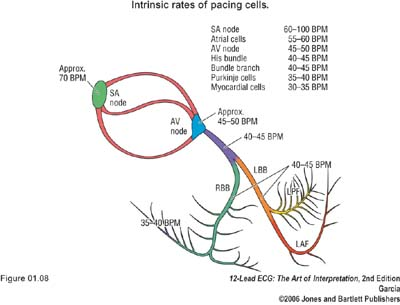 Intrinsic rates of pacing cells.
SA node 60–100 BPM
Atrial cells 55–60 BPM
AV node 45–50 BPM
His bundle 40–45 BPM
Bundle branch 40–45 BPM
Purkinje cells 35–40 BPM
Myocardial cells 30–35 BPM
Approx.
70 BPM
SA
node
AV
node
Approx.
45–50 BPM
40–45 BPM
LBB
40–45 BPM
RBB
LPF
35–40 BPM
LAF
Figure 01.08
12-Lead ECG: The Art of Interpretation, 2nd Edition
Garcia
©2006 Jones and Bartlett Publishers